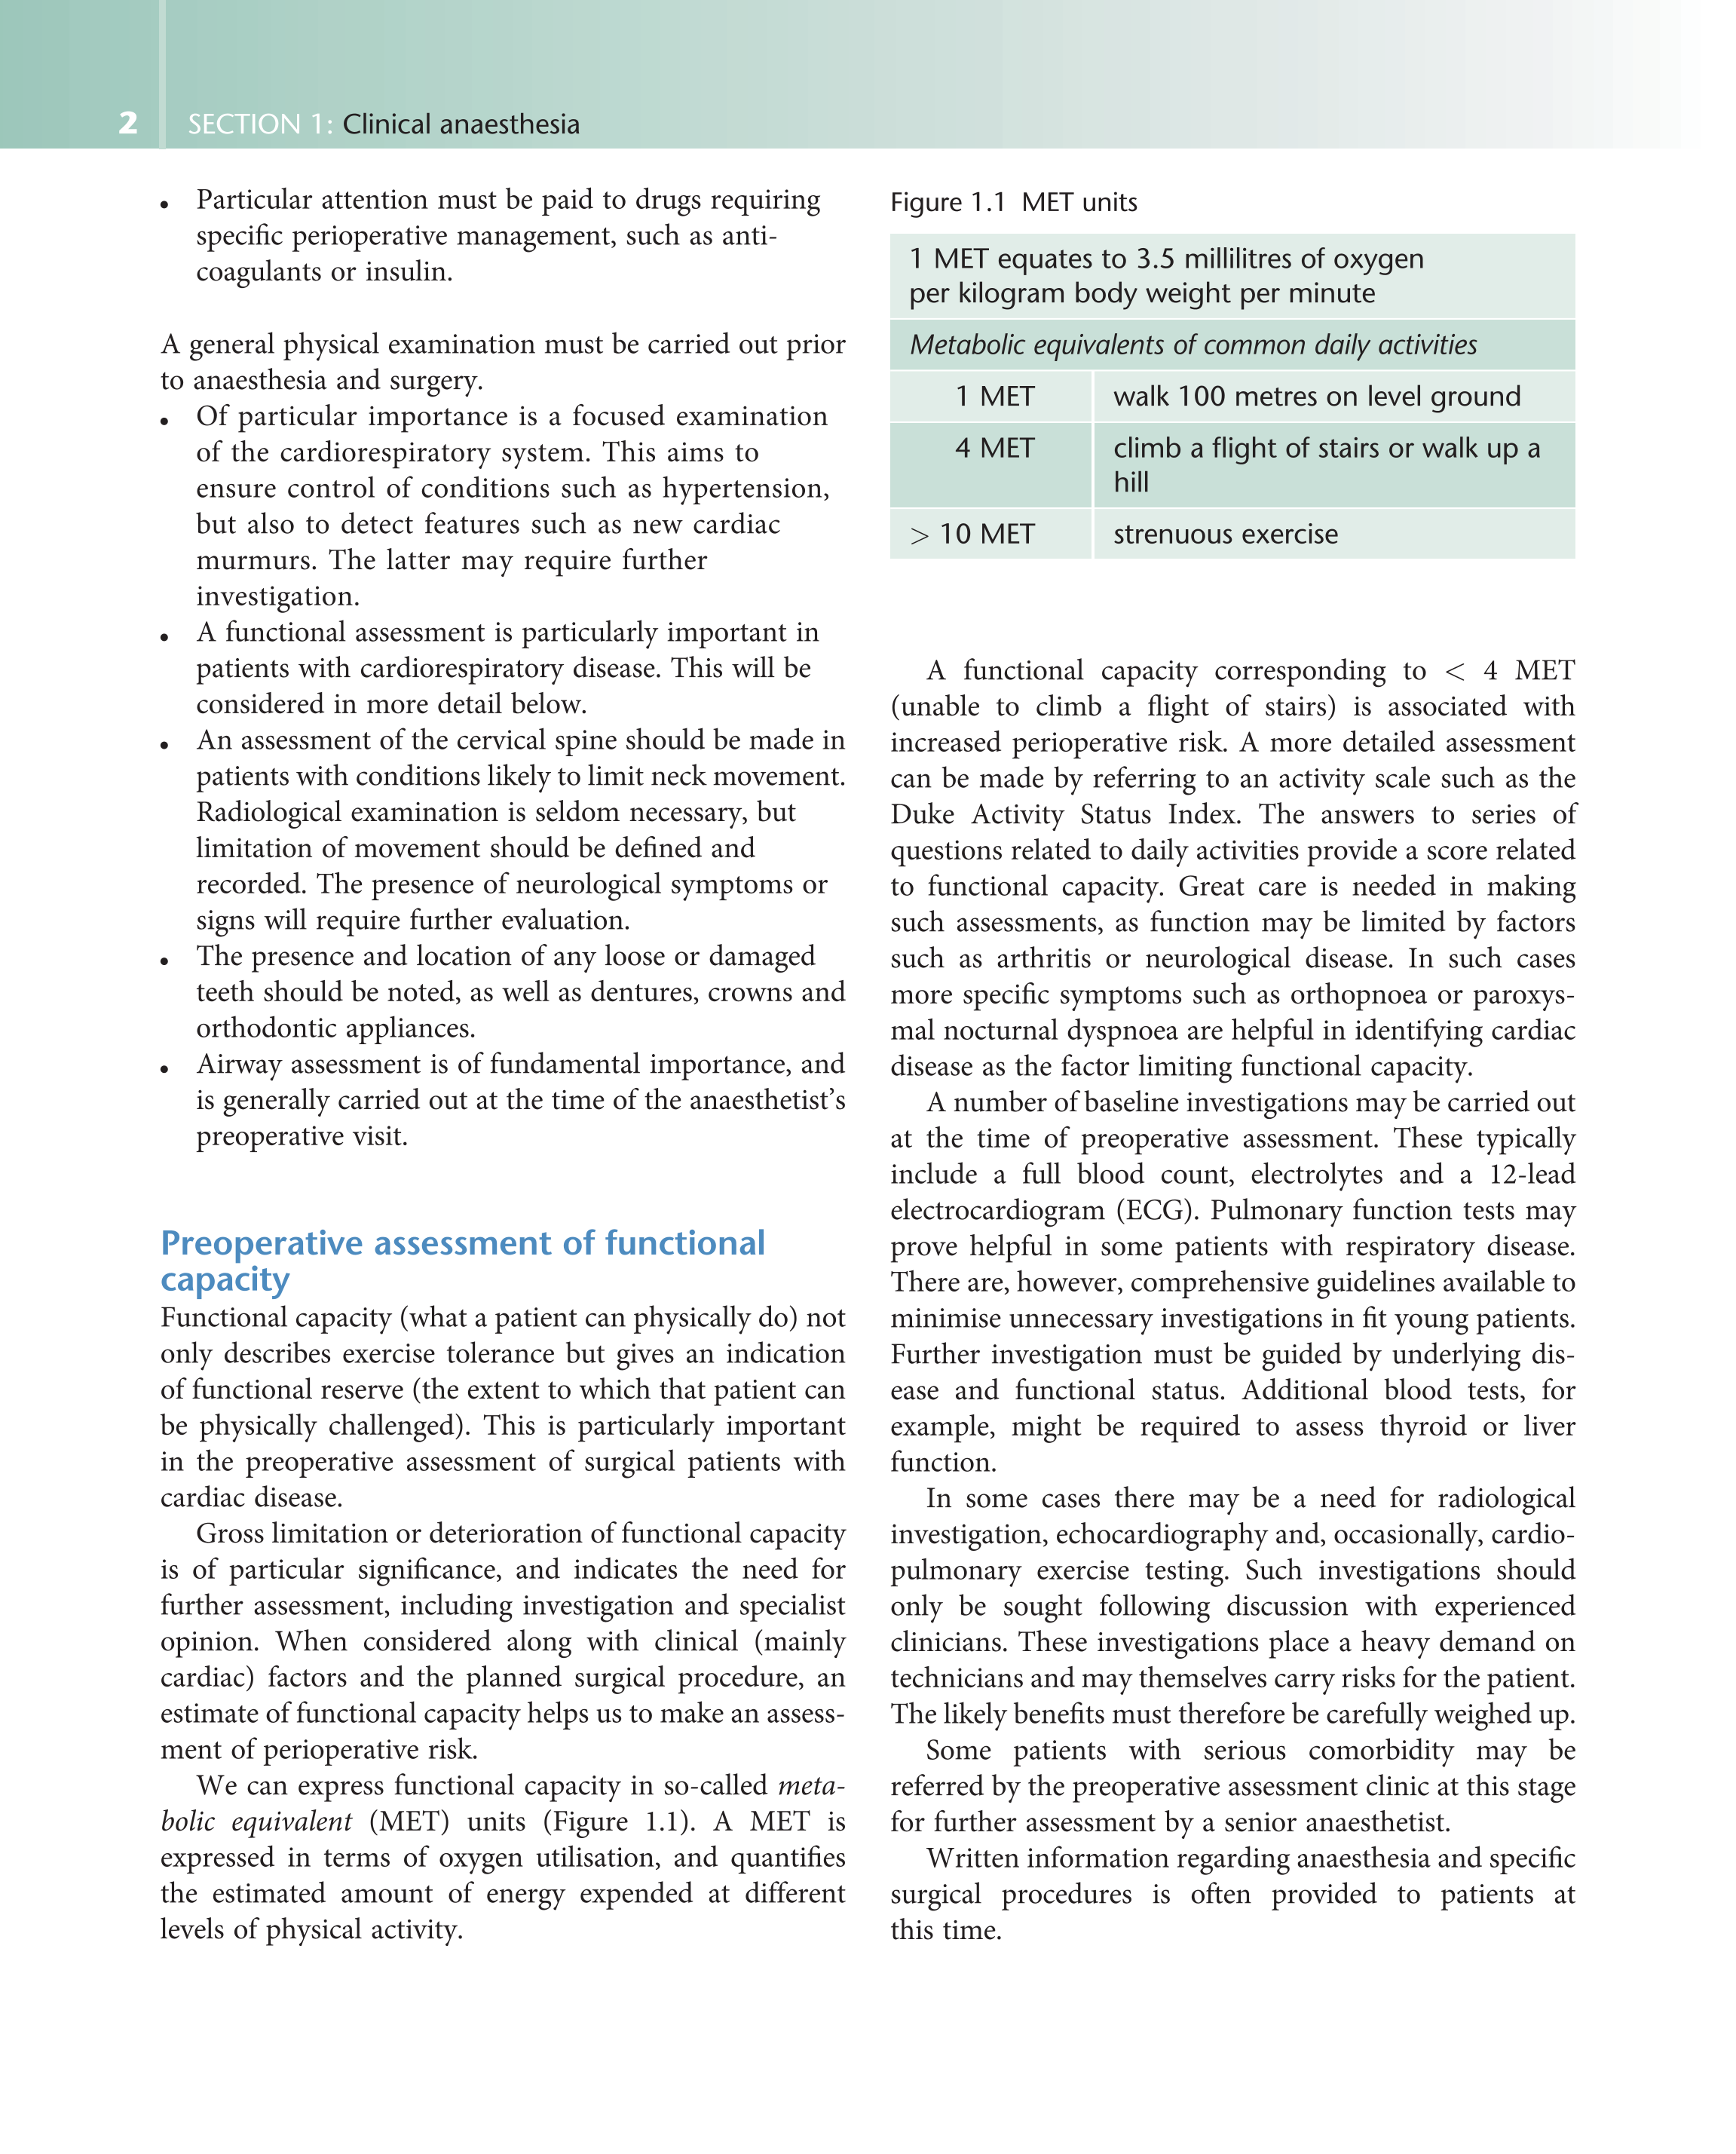 2 SECTION 1: Clinical anaesthesia
• Particular attention must be paid to drugs requiring
specific perioperative management, such as anti-
coagulants or insulin.
A general physical examination must be carried out prior
to anaesthesia and surgery.
• Of particular importance is a focused examination
of the cardiorespiratory system. This aims to
ensure control of conditions such as hypertension,
but also to detect features such as new cardiac
murmurs. The latter may require further
investigation.
• A functional assessment is particularly important in
patients with cardiorespiratory disease. This will be
considered in more detail below.
• An assessment of the cervical spine should be made in
patients with conditions likely to limit neck movement.
Radiological examination is seldom necessary, but
limitation of movement should be defined and
recorded. The presence of neurological symptoms or
signs will require further evaluation.
• The presence and location of any loose or damaged
teeth should be noted, as well as dentures, crowns and
orthodontic appliances.
• Airway assessment is of fundamental importance, and
is generally carried out at the time of the anaesthetist’s
preoperative visit.
Preoperative assessment of functional
capacity
Functional capacity (what a patient can physically do) not
only describes exercise tolerance but gives an indication
of functional reserve (the extent to which that patient can
be physically challenged). This is particularly important
in the preoperative assessment of surgical patients with
cardiac disease.
Gross limitation or deterioration of functional capacity
is of particular significance, and indicates the need for
further assessment, including investigation and specialist
opinion. When considered along with clinical (mainly
cardiac) factors and the planned surgical procedure, an
estimate of functional capacity helps us to make an assess-
ment of perioperative risk.
We can express functional capacity in so-called meta-
bolic equivalent (MET) units (Figure 1.1). A MET is
expressed in terms of oxygen utilisation, and quantifies
the estimated amount of energy expended at different
levels of physical activity.
Figure 1.1 MET units
1 MET equates to 3.5 millilitres of oxygen
per kilogram body weight per minute
Metabolic equivalents of common daily activities
1 MET walk 100 metres on level ground
4 MET climb a flight of stairs or walk up a
hill
> 10 MET strenuous exercise
A functional capacity corresponding to < 4 MET
(unable to climb a flight of stairs) is associated with
increased perioperative risk. A more detailed assessment
can be made by referring to an activity scale such as the
Duke Activity Status Index. The answers to series of
questions related to daily activities provide a score related
to functional capacity. Great care is needed in making
such assessments, as function may be limited by factors
such as arthritis or neurological disease. In such cases
more specific symptoms such as orthopnoea or paroxys-
mal nocturnal dyspnoea are helpful in identifying cardiac
disease as the factor limiting functional capacity.
A number of baseline investigations may be carried out
at the time of preoperative assessment. These typically
include a full blood count, electrolytes and a 12-lead
electrocardiogram (ECG). Pulmonary function tests may
prove helpful in some patients with respiratory disease.
There are, however, comprehensive guidelines available to
minimise unnecessary investigations in fit young patients.
Further investigation must be guided by underlying dis-
ease and functional status. Additional blood tests, for
example, might be required to assess thyroid or liver
function.
In some cases there may be a need for radiological
investigation, echocardiography and, occasionally, cardio-
pulmonary exercise testing. Such investigations should
only be sought following discussion with experienced
clinicians. These investigations place a heavy demand on
technicians and may themselves carry risks for the patient.
The likely benefits must therefore be carefully weighed up.
Some patients with serious comorbidity may be
referred by the preoperative assessment clinic at this stage
for further assessment by a senior anaesthetist.
Written information regarding anaesthesia and specific
surgical procedures is often provided to patients at
this time.